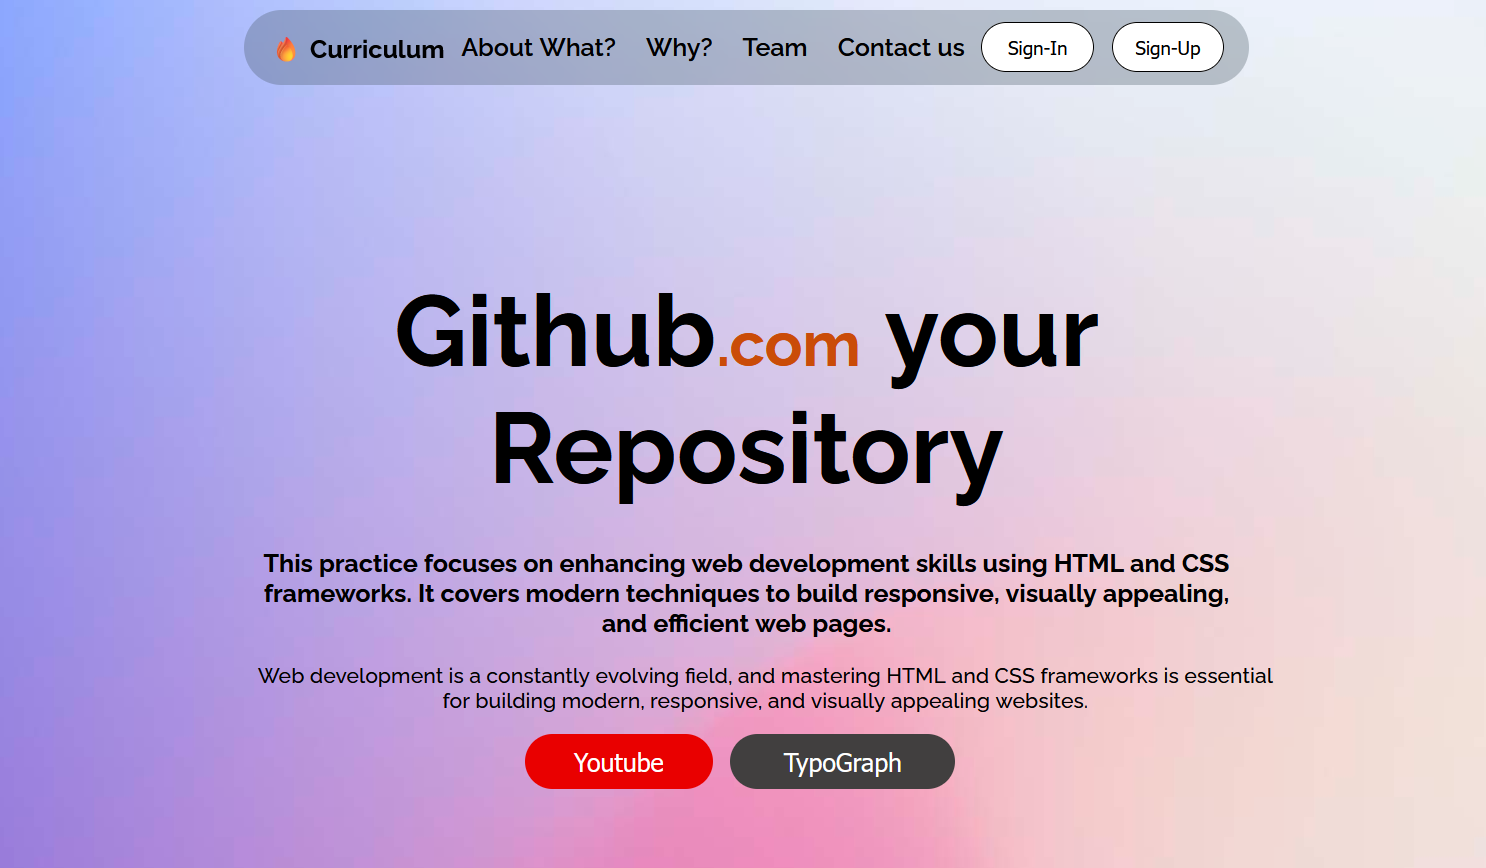 🔥 Curriculum About What? Why? Team Contact us Sign-In Sign-Up
Github.com your
Repository
This practice focuses on enhancing web development skills using HTML and CSS
frameworks. It covers modern techniques to build responsive, visually appealing,
and efficient web pages.
Web development is a constantly evolving field, and mastering HTML and CSS frameworks is essential
for building modern, responsive, and visually appealing websites.
Youtube TypoGraph